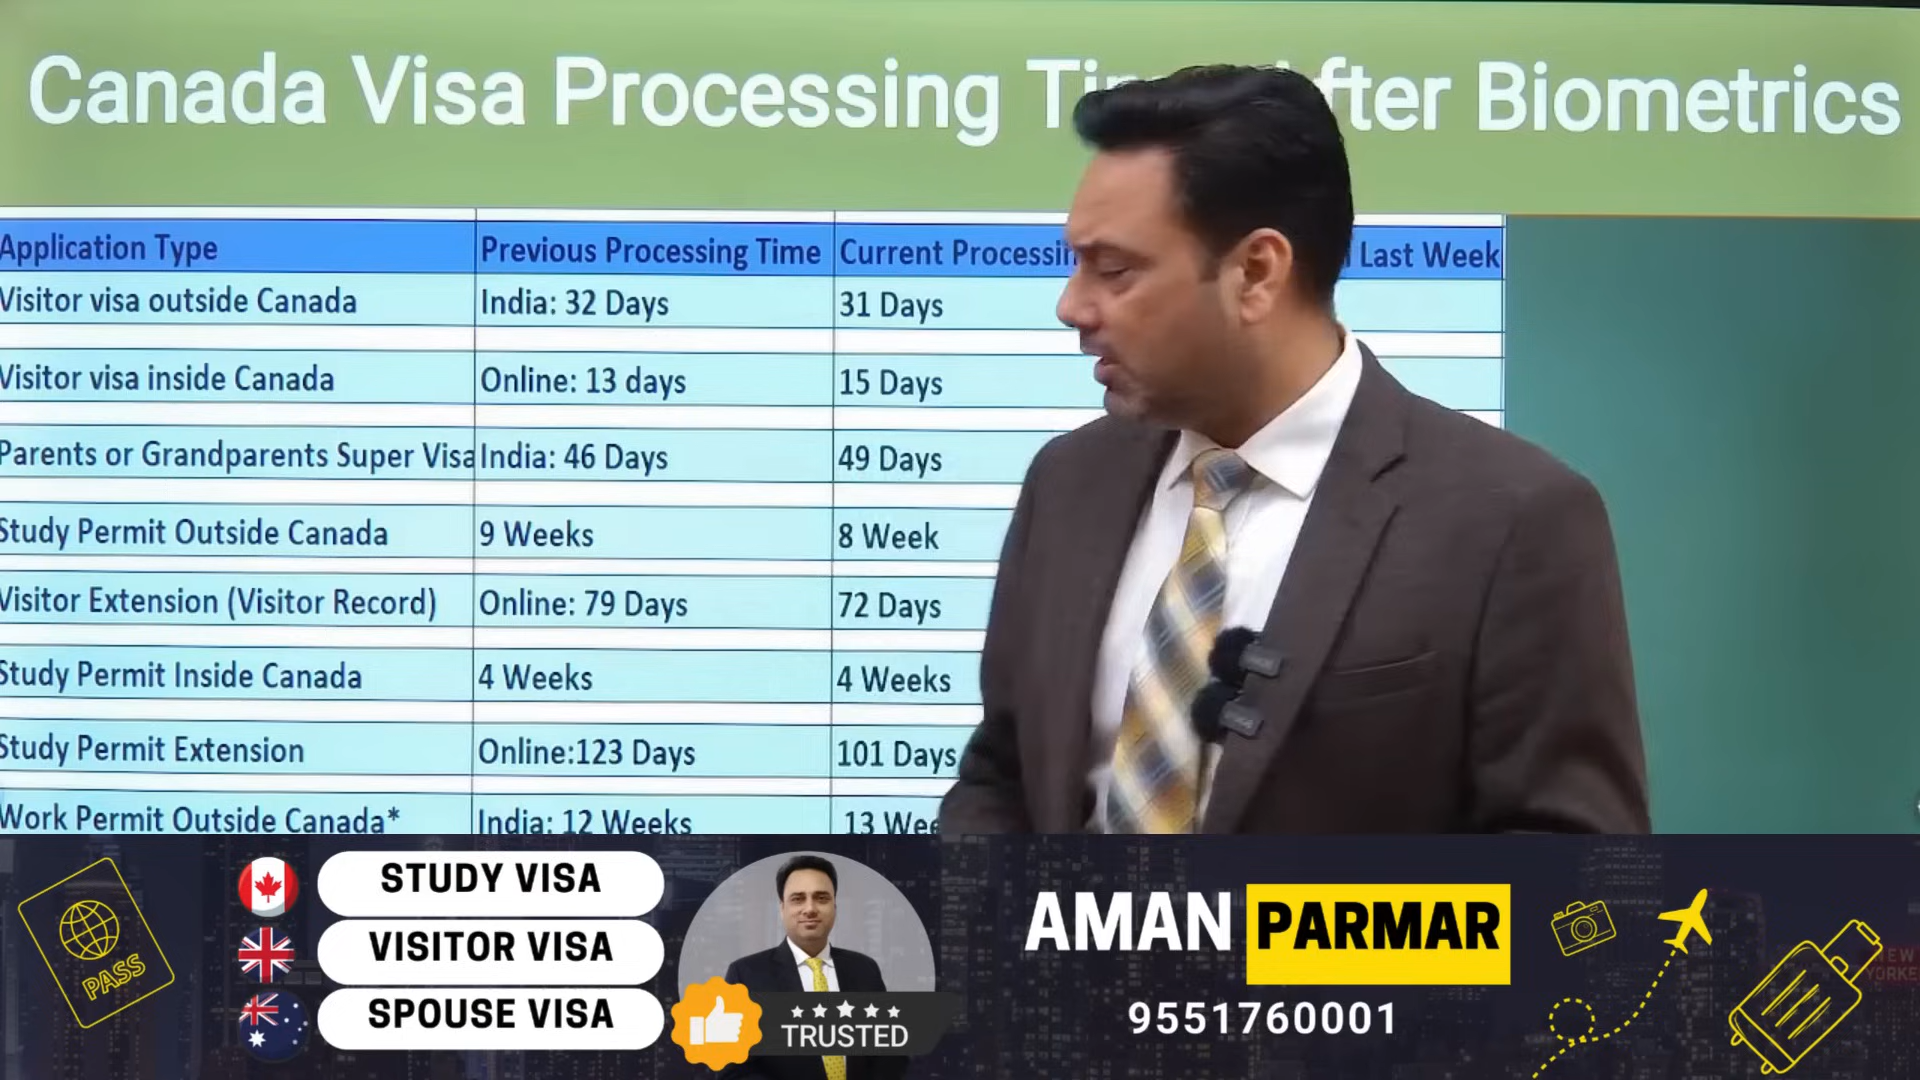 Canada Visa Processing After Biometrics
Application Type Previous Processing Time Current Last Week
Visitor visa outside Canada India: 32 Days 31 Days
Visitor visa inside Canada Online: 13 days 15 Days
Parents or Grandparents Super Visa India: 46 Days 49 Days
Study Permit Outside Canada 9 Weeks 8 Week
Visitor Extension (Visitor Record) Online: 79 Days 72 Days
Study Permit Inside Canada 4 Weeks 4 Weeks
Study Permit Extension Online:123 Days 101 Days
Work Permit Outside Canada* India: 12 Weeks 13
PASS
STUDY VISA
VISITOR VISA
SPOUSE VISA
TRUSTED
AMAN PARMAR
9551760001
NEW
YORKE